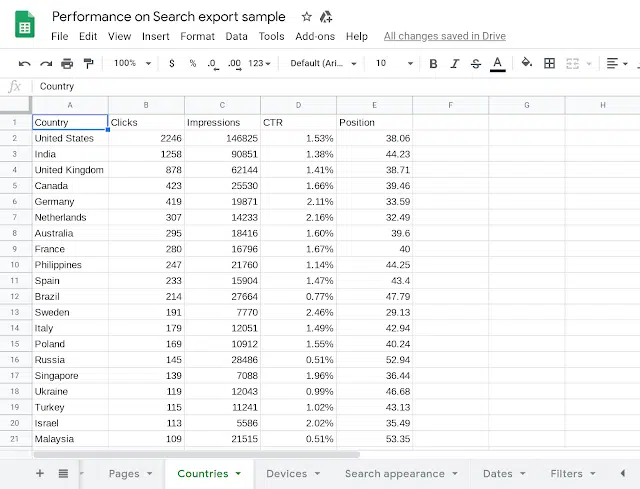 Performance on Search export sample
File Edit View Insert Format Data Tools Add-ons Help All changes saved in Drive
100% $ % .0 .00 123 Default (Ari... 10 B I S A
fx Country
A B C D E F G H
1 Country Clicks Impressions CTR Position
2 United States 2246 146825 1.53% 38.06
3 India 1258 90851 1.38% 44.23
4 United Kingdom 878 62144 1.41% 38.71
5 Canada 423 25530 1.66% 39.46
6 Germany 419 19871 2.11% 33.59
7 Netherlands 307 14233 2.16% 32.49
8 Australia 295 18416 1.60% 39.6
9 France 280 16796 1.67% 40
10 Philippines 247 21760 1.14% 44.25
11 Spain 233 15904 1.47% 43.4
12 Brazil 214 27664 0.77% 47.79
13 Sweden 191 7770 2.46% 29.13
14 Italy 179 12051 1.49% 42.94
15 Poland 169 10912 1.55% 40.24
16 Russia 145 28486 0.51% 52.94
17 Singapore 139 7088 1.96% 36.44
18 Ukraine 119 12043 0.99% 46.68
19 Turkey 115 11241 1.02% 43.13
20 Israel 113 5586 2.02% 35.49
21 Malaysia 109 21515 0.51% 53.35
Pages Countries Devices Search appearance Dates Filters